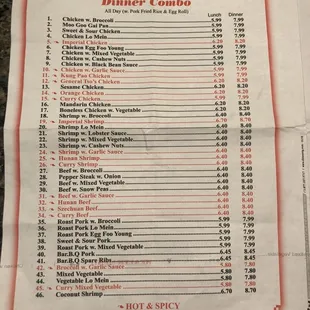 Dinner Combo
All Day (w. Pork Fried Rice & Egg Roll)
Lunch Dinner
1. Chicken w. Broccoli 5.99 7.99
2. Moo Goo Gai Pan 5.99 7.99
3. Sweet & Sour Chicken 5.99 7.99
4. Chicken Lo Mein 5.99 7.99
5. Imperial Chicken 6.20 8.20
6. Chicken Egg Foo Young 5.99 7.99
7. Chicken w. Mixed Vegetable 5.99 7.99
8. Chicken w. Cashew Nuts 5.99 7.99
9. Chicken w. Black Bean Sauce 5.99 7.99
10. Chicken w. Garlic Sauce 5.99 7.99
11. Kung Pao Chicken 5.99 7.99
12. General Tso's Chicken 6.20 8.20
13. Sesame Chicken 6.20 8.20
14. Orange Chicken 6.20 8.20
15. Curry Chicken 5.99 7.99
16. Mandarin Chicken 6.20 8.20
17. Boneless Chicken w. Vegetable 6.20 8.20
18. Shrimp w. Broccoli 6.40 8.40
19. Imperial Shrimp 6.40 8.40
20. Shrimp Lo Mein 6.40 8.40
21. Shrimp w. Lobster Sauce 6.40 8.40
22. Shrimp w. Mixed Vegetable 6.40 8.40
23. Shrimp w. Cashew Nuts 6.40 8.40
24. Shrimp w. Garlic Sauce 6.40 8.40
25. Hunan Shrimp 6.40 8.40
26. Curry Shrimp 6.40 8.40
27. Beef w. Broccoli 6.40 8.40
28. Pepper Steak w. Onion 6.40 8.40
29. Beef w. Mixed Vegetable 6.40 8.40
30. Beef w. Snow Peas 6.40 8.40
31. Beef w. Garlic Sauce 6.40 8.40
32. Hunan Beef 6.40 8.40
33. Szechuan Beef 6.40 8.40
34. Curry Beef 6.40 8.40
35. Roast Pork w. Broccoli 5.99 7.99
36. Roast Pork Lo Mein 5.99 7.99
37. Roast Pork Egg Foo Young 5.99 7.99
38. Roast Pork w. Mixed Vegetable 5.99 7.99
39. Sweet & Sour Pork 5.99 7.99
40. Bar.B.Q Pork 6.45 8.45
41. Bar.B.Q Spare Ribs 6.45 8.45
42. Broccoli w. Garlic Sauce 5.80 7.80
43. Mixed Vegetable 5.80 7.80
44. Vegetable Lo Mein 5.80 7.80
45. Curry Mixed Vegetable 5.80 7.80
46. Coconut Shrimp 6.70 8.70
HOT & SPICY